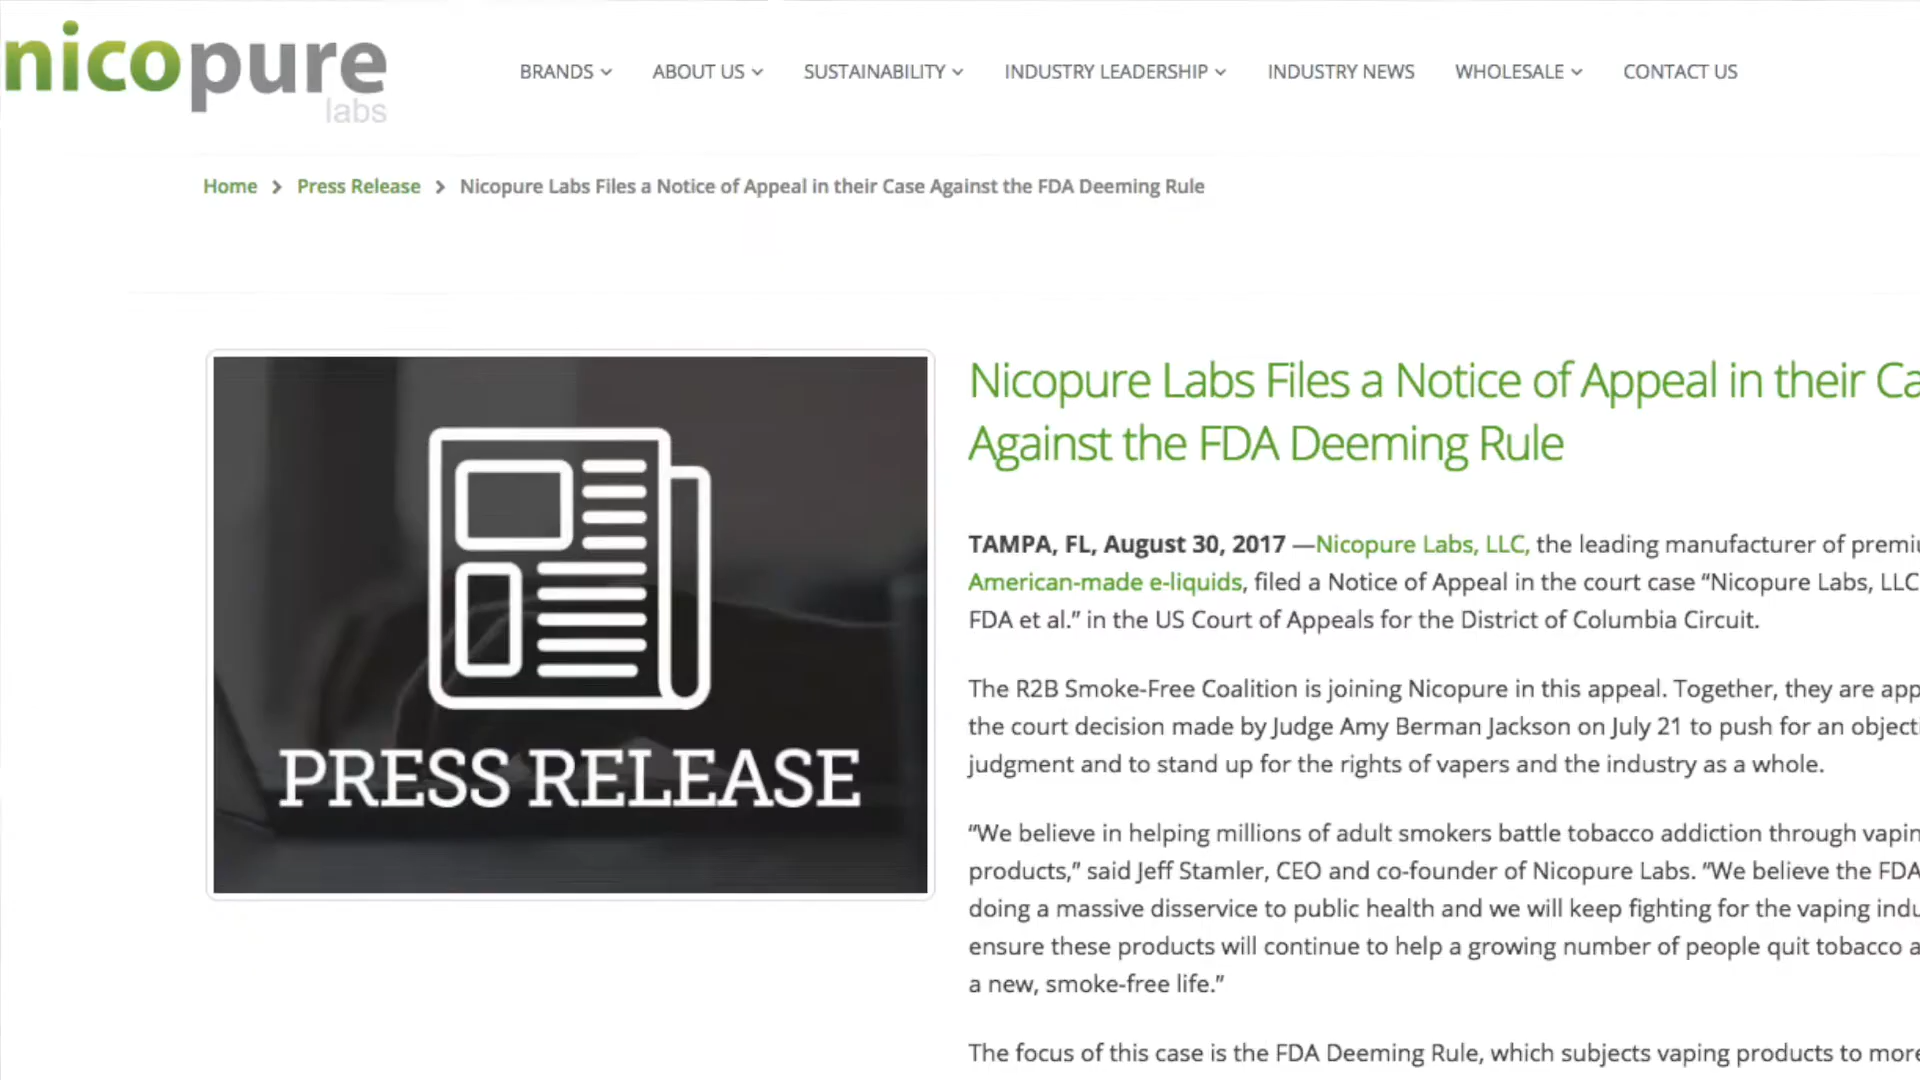 nicopure
labs
BRANDS ABOUT US SUSTAINABILITY INDUSTRY LEADERSHIP INDUSTRY NEWS WHOLESALE CONTACT US
Home > Press Release > Nicopure Labs Files a Notice of Appeal in their Case Against the FDA Deeming Rule
PRESS RELEASE
Nicopure Labs Files a Notice of Appeal in their Ca
Against the FDA Deeming Rule
TAMPA, FL, August 30, 2017 —Nicopure Labs, LLC, the leading manufacturer of premiu
American-made e-liquids, filed a Notice of Appeal in the court case “Nicopure Labs, LLC
FDA et al.” in the US Court of Appeals for the District of Columbia Circuit.
The R2B Smoke-Free Coalition is joining Nicopure in this appeal. Together, they are app
the court decision made by Judge Amy Berman Jackson on July 21 to push for an objecti
judgment and to stand up for the rights of vapers and the industry as a whole.
“We believe in helping millions of adult smokers battle tobacco addiction through vapin
products,” said Jeff Stamler, CEO and co-founder of Nicopure Labs. “We believe the FDA
doing a massive disservice to public health and we will keep fighting for the vaping indu
ensure these products will continue to help a growing number of people quit tobacco a
a new, smoke-free life.”
The focus of this case is the FDA Deeming Rule, which subjects vaping products to more